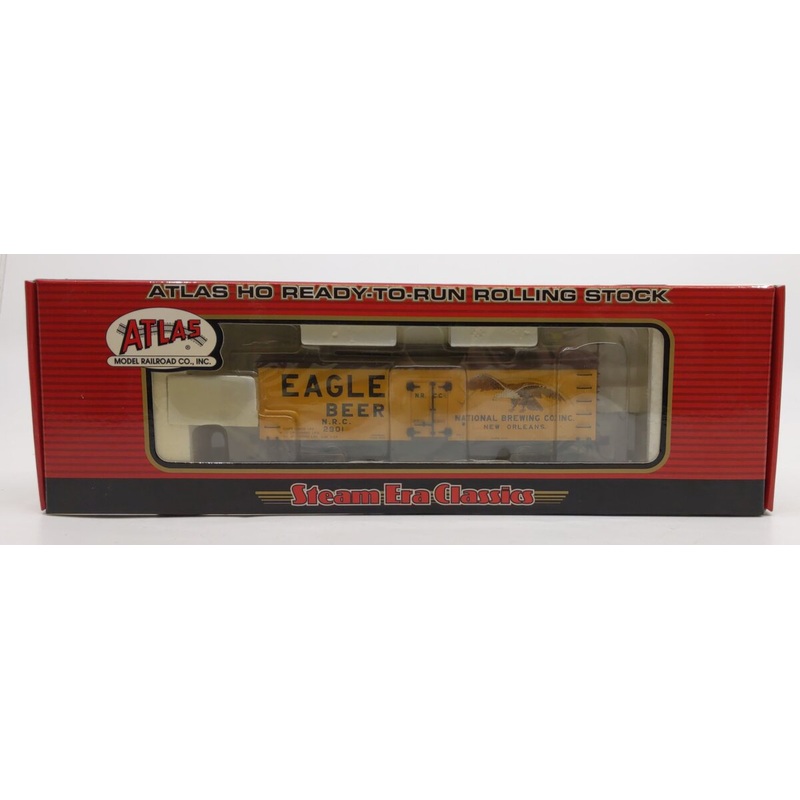 ATLAS HO READY-TO-RUN ROLLING STOCK
ATLAS
MODEL RAILROAD CO., INC.
EAGLE
BEER
N.R.C.
2501
NATIONAL BREWING CO. INC.
NEW ORLEANS
Steam Era Classics